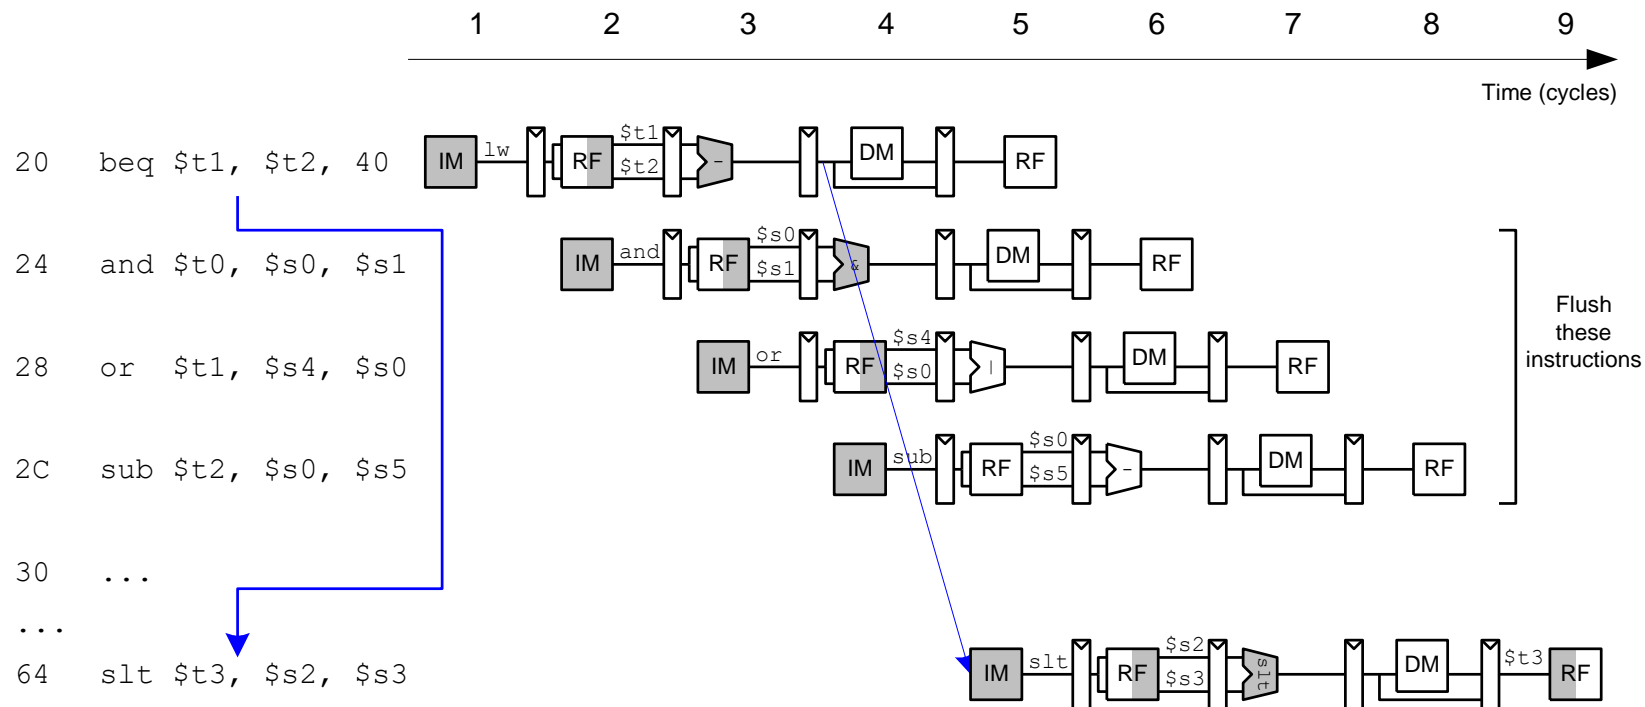 1 2 3 4 5 6 7 8 9
Time (cycles)
20 beq $t1, $t2, 40 IM lw RF $t1 $t2 - DM RF
24 and $t0, $s0, $s1 IM and RF $s0 $s1 & DM RF
28 or $t1, $s4, $s0 IM or RF $s4 $s0 | DM RF
2C sub $t2, $s0, $s5 IM sub RF $s0 $s5 - DM RF
Flush
these
instructions
30 ...
...
64 slt $t3, $s2, $s3 IM slt RF $s2 $s3 slt DM $t3 RF